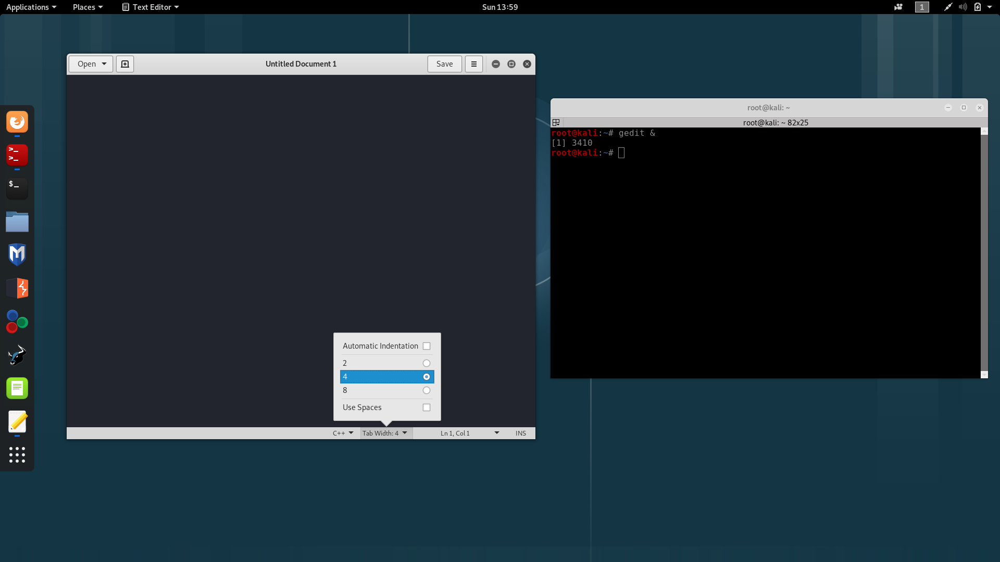 Applications Places Text Editor Sun 13:59 1
Open Untitled Document 1 Save
root@kali: ~
root@kali: ~ 82x25
root@kali:~# gedit &
[1] 3410
root@kali:~#
>_
>_
$_
Automatic Indentation
2
4
8
Use Spaces
C++ Tab Width: 4 Ln 1, Col 1 INS